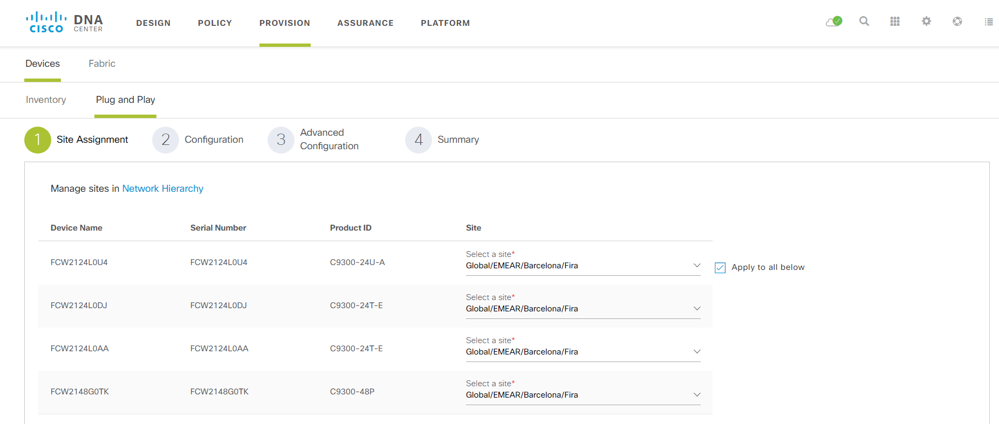 CISCO DNA CENTER DESIGN POLICY PROVISION ASSURANCE PLATFORM
Devices Fabric
Inventory Plug and Play
1 Site Assignment 2 Configuration 3 Advanced Configuration 4 Summary
Manage sites in Network Hierarchy
Device Name Serial Number Product ID Site
Select a site*
FCW2124L0U4 FCW2124L0U4 C9300-24U-A Global/EMEAR/Barcelona/Fira Apply to all below
Select a site*
FCW2124L0DJ FCW2124L0DJ C9300-24T-E Global/EMEAR/Barcelona/Fira
Select a site*
FCW2124L0AA FCW2124L0AA C9300-24T-E Global/EMEAR/Barcelona/Fira
Select a site*
FCW2148G0TK FCW2148G0TK C9300-48P Global/EMEAR/Barcelona/Fira